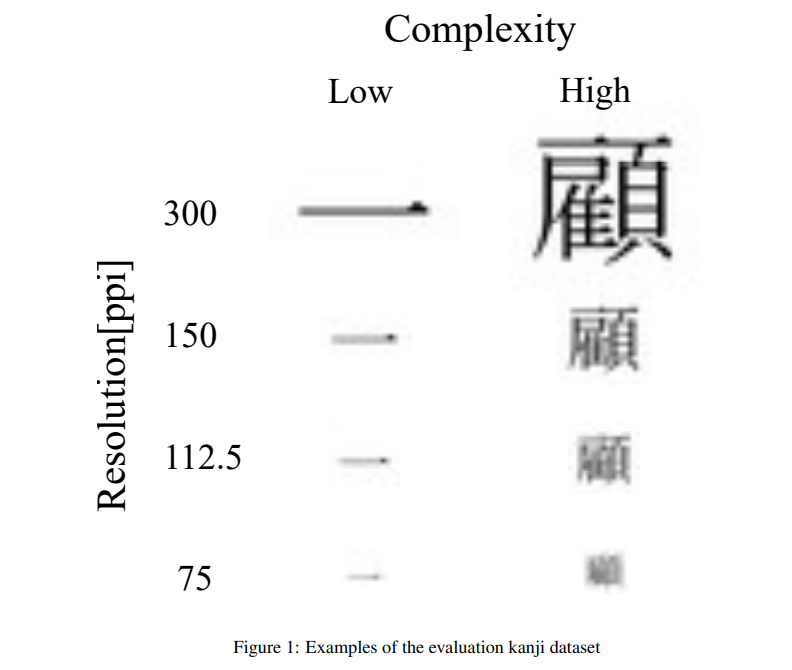 Complexity
Low High
300 一 顧
150 一 顧
112.5 一 顧
75 一 顧
Resolution[ppi]
Figure 1: Examples of the evaluation kanji dataset